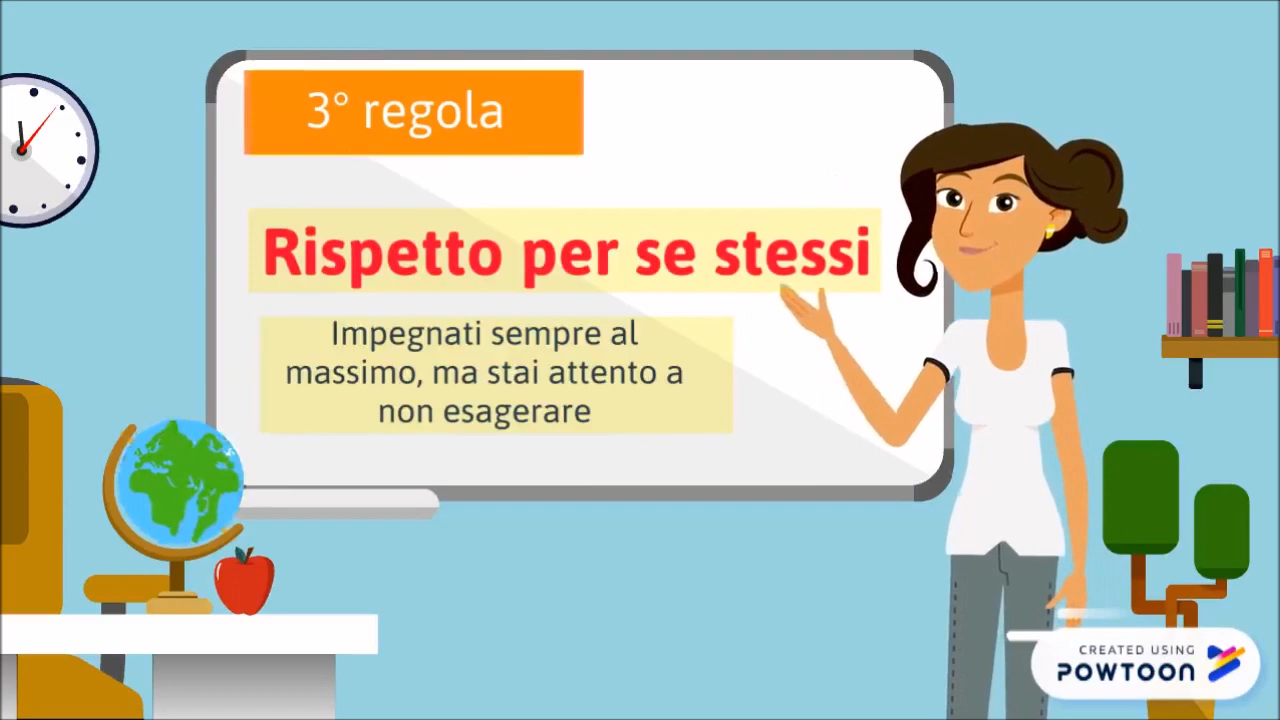 3° regola
Rispetto per se stessi
Impegnati sempre al
massimo, ma stai attento a
non esagerare
CREATED USING
POWTOON